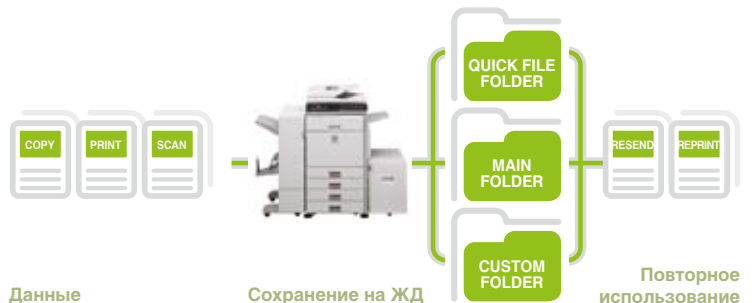 COPY
PRINT
SCAN
QUICK FILE
FOLDER
MAIN
FOLDER
CUSTOM
FOLDER
RESEND
REPRINT
Данные
Сохранение на ЖД
Повторное
использование